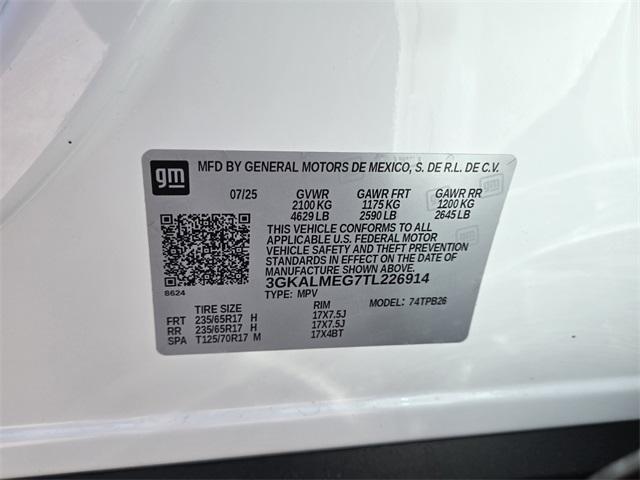 gm
MFD BY GENERAL MOTORS DE MEXICO, S. DE R.L. DE C.V.
07/25 GVWR GAWR FRT GAWR RR
2100 KG 1175 KG 1200 KG
4629 LB 2590 LB 2645 LB
THIS VEHICLE CONFORMS TO ALL
APPLICABLE U.S. FEDERAL MOTOR
VEHICLE SAFETY AND THEFT PREVENTION
STANDARDS IN EFFECT ON THE DATE OF
MANUFACTURE SHOWN ABOVE.
3GKALMEG7TL226914
8624 TYPE: MPV MODEL: 74TPB26
TIRE SIZE RIM
FRT 235/65R17 H 17X7.5J
RR 235/65R17 H 17X7.5J
SPA T125/70R17 M 17X4BT